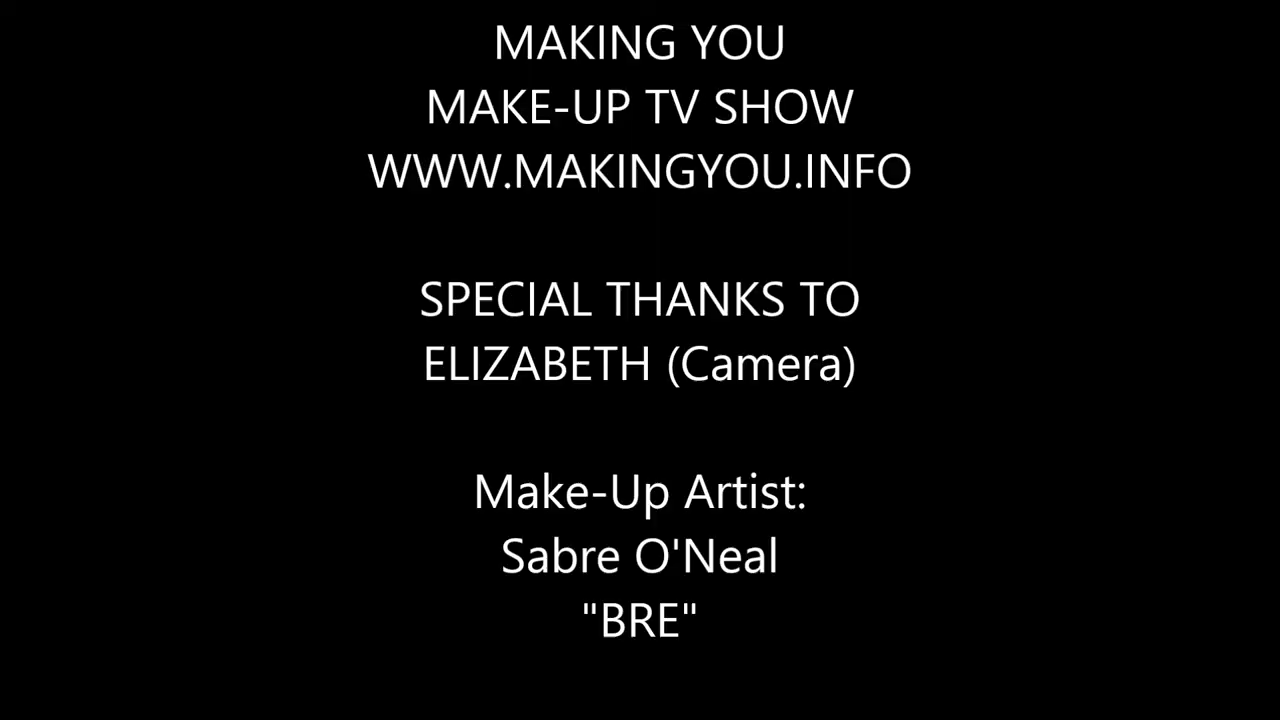 MAKING YOU
MAKE-UP TV SHOW
WWW.MAKINGYOU.INFO
SPECIAL THANKS TO
ELIZABETH (Camera)
Make-Up Artist:
Sabre O'Neal
"BRE"